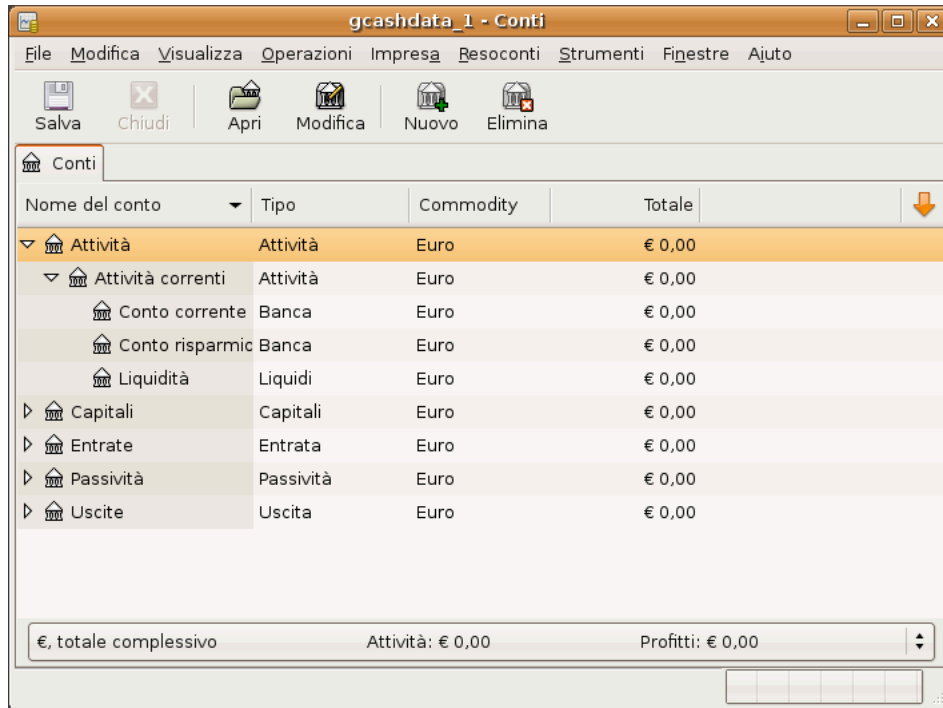 gcashdata_1 - Conti
File Modifica Visualizza Operazioni Impresa Resoconti Strumenti Finestre Aiuto
Salva Chiudi Apri Modifica Nuovo Elimina
Conti
Nome del conto Tipo Commodity Totale
Attività Attività Euro € 0,00
Attività correnti Attività Euro € 0,00
Conto corrente Banca Euro € 0,00
Conto risparmio Banca Euro € 0,00
Liquidità Liquidi Euro € 0,00
Capitali Capitali Euro € 0,00
Entrate Entrata Euro € 0,00
Passività Passività Euro € 0,00
Uscite Uscita Euro € 0,00
€, totale complessivo Attività: € 0,00 Profitti: € 0,00